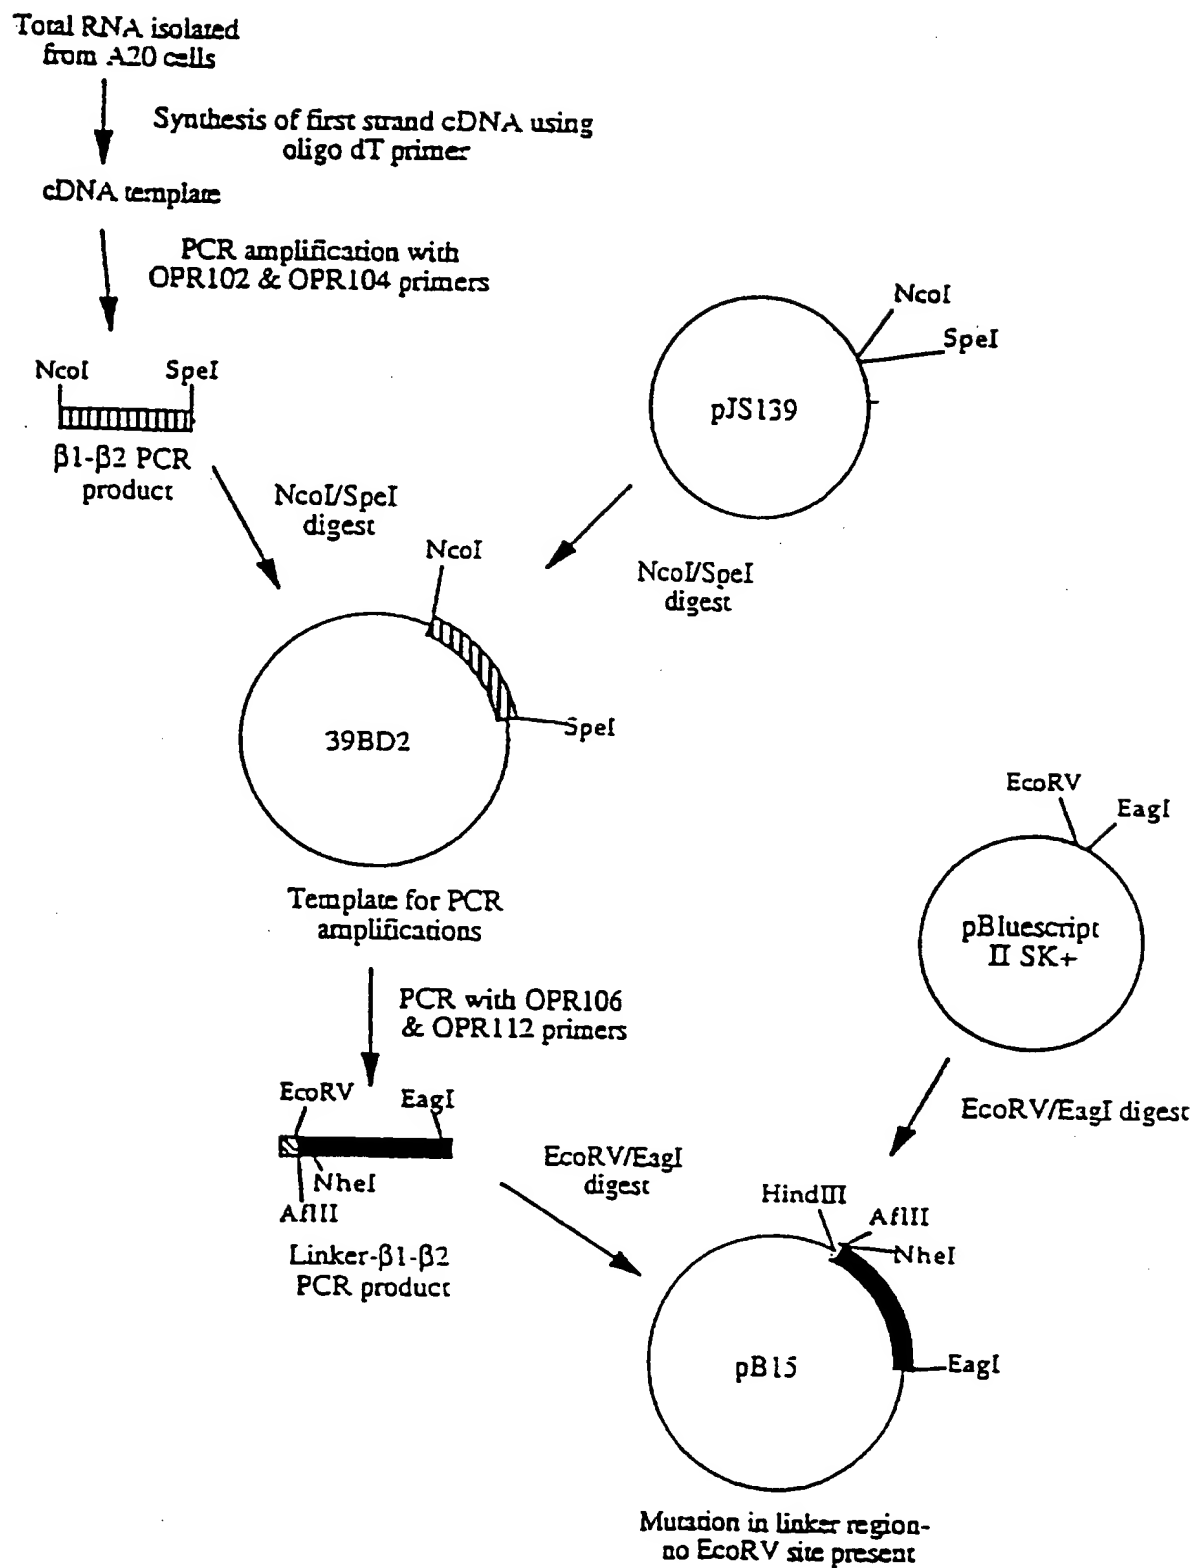 Total RNA isolated
from A20 cells
Synthesis of first strand cDNA using
oligo dT primer
cDNA template
PCR amplification with
OPR102 & OPR104 primers
NcoI
SpeI
β1-β2 PCR
product
NcoI/SpeI
digest
NcoI
SpeI
pJS139
NcoI/SpeI
digest
NcoI
SpeI
39BD2
Template for PCR
amplifications
PCR with OPR106
& OPR112 primers
EcoRV
EagI
pBluescript
II SK+
EcoRV/EagI digest
EcoRV
EagI
NheI
AflII
Linker-β1-β2
PCR product
EcoRV/EagI
digest
HindIII
AflII
NheI
EagI
pB15
Mutation in linker region-
no EcoRV site present